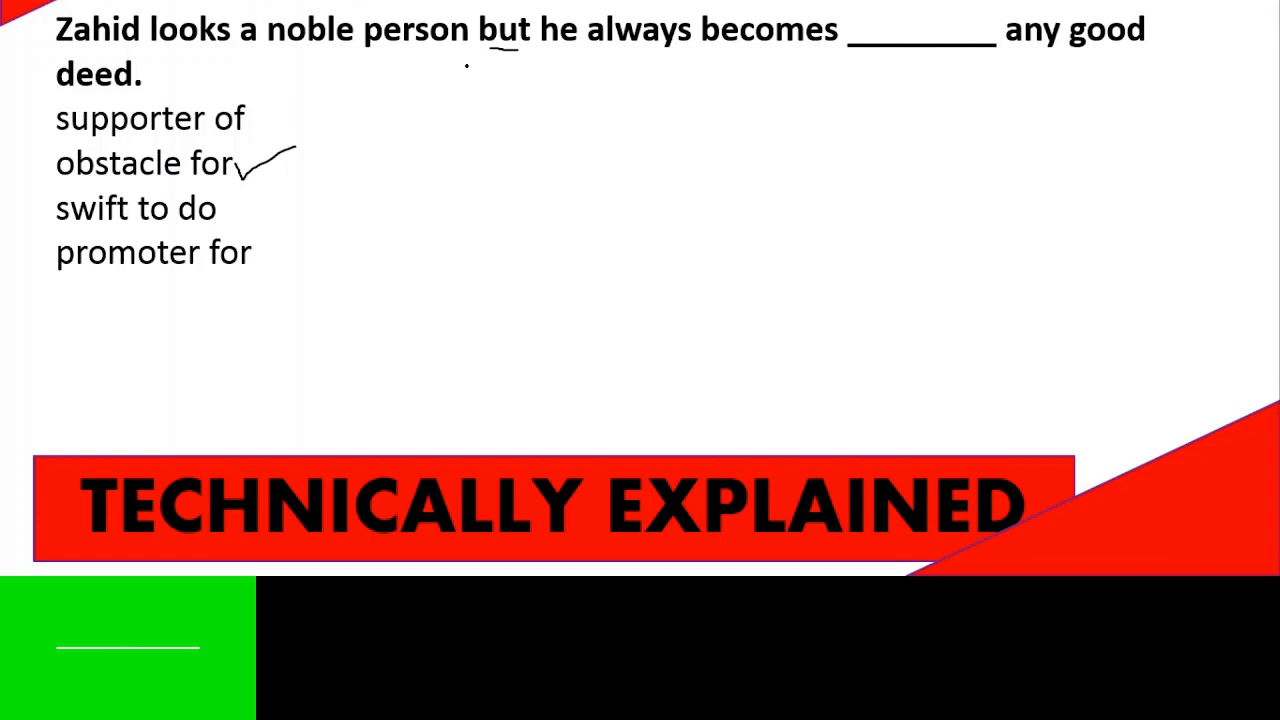 Zahid looks a noble person but he always becomes ________ any good
deed.
supporter of
obstacle for
swift to do
promoter for
TECHNICALLY EXPLAINED